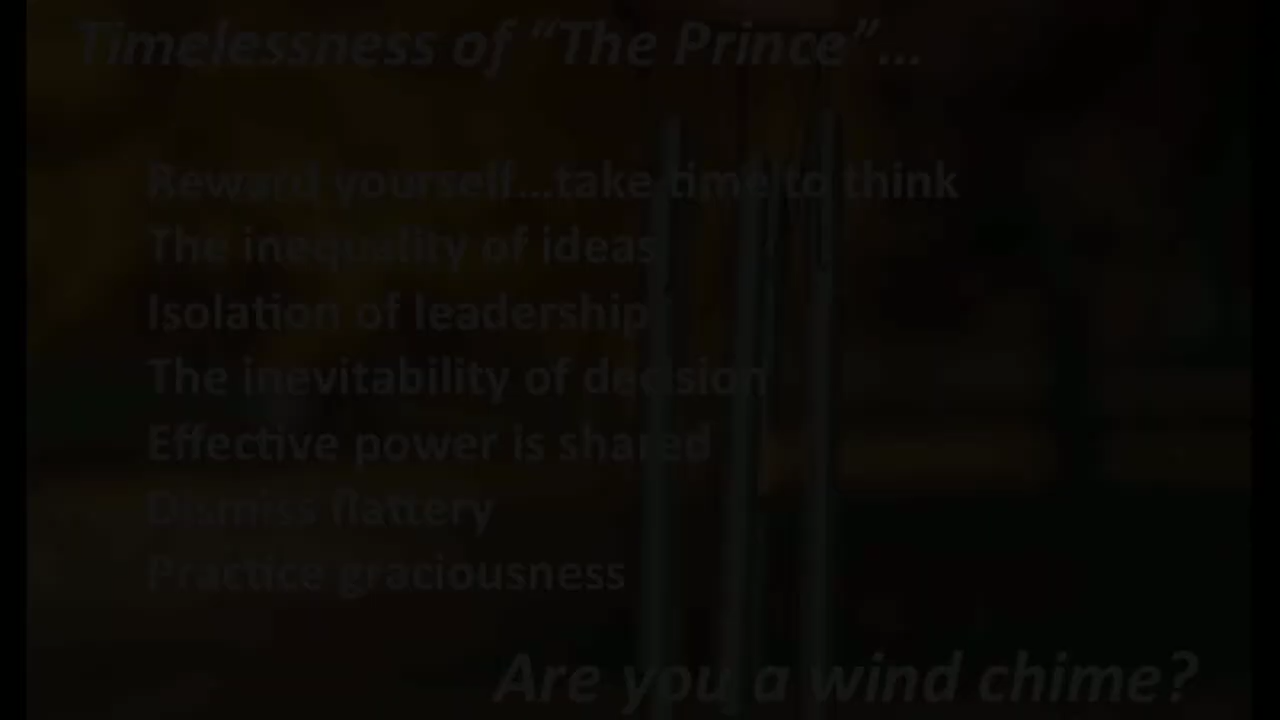 Timelessness of “The Prince”...
Reward yourself...take time to think
The inequality of ideas
Isolation of leadership
The inevitability of decision
Effective power is shared
Dismiss flattery
Practice graciousness
Are you a wind chime?